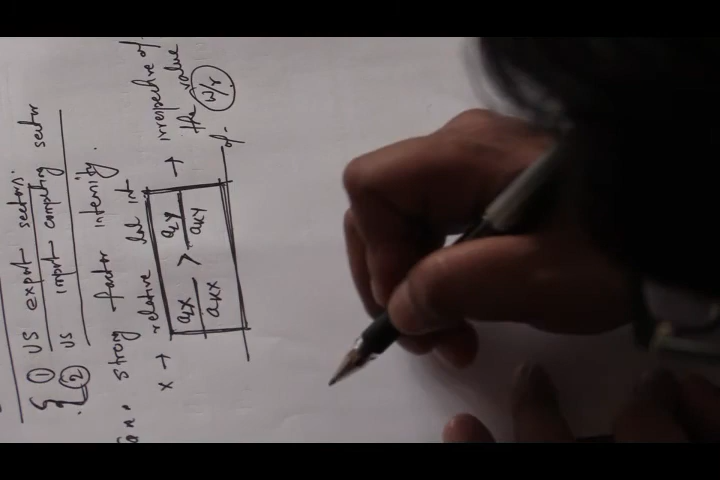 { ① US export sectors.
② US import competing sector
strong factor intensity.
x → relative lab int
aLX/aKX > aLY/aKY → irrespective of
the value
of w/r